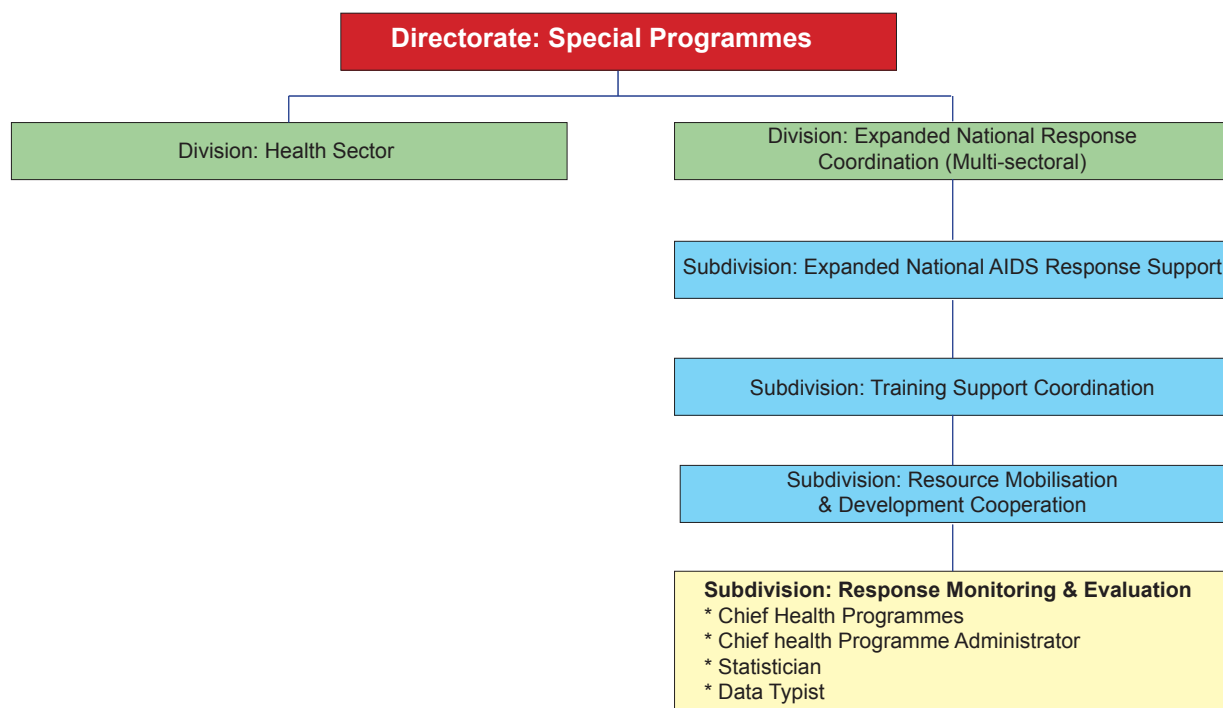 Directorate: Special Programmes
Division: Health Sector
Division: Expanded National Response
Coordination (Multi-sectoral)
Subdivision: Expanded National AIDS Response Support
Subdivision: Training Support Coordination
Subdivision: Resource Mobilisation
& Development Cooperation
Subdivision: Response Monitoring & Evaluation
* Chief Health Programmes
* Chief health Programme Administrator
* Statistician
* Data Typist